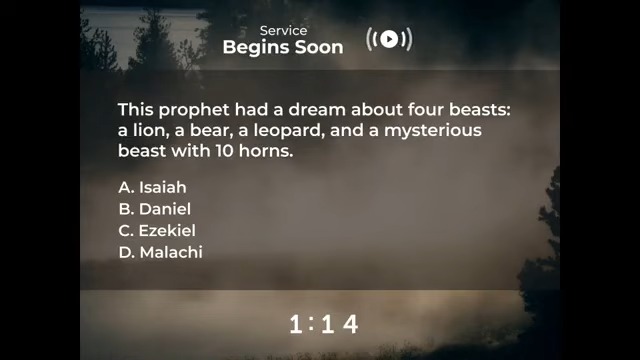 Service
Begins Soon
This prophet had a dream about four beasts:
a lion, a bear, a leopard, and a mysterious
beast with 10 horns.
A. Isaiah
B. Daniel
C. Ezekiel
D. Malachi
1:14